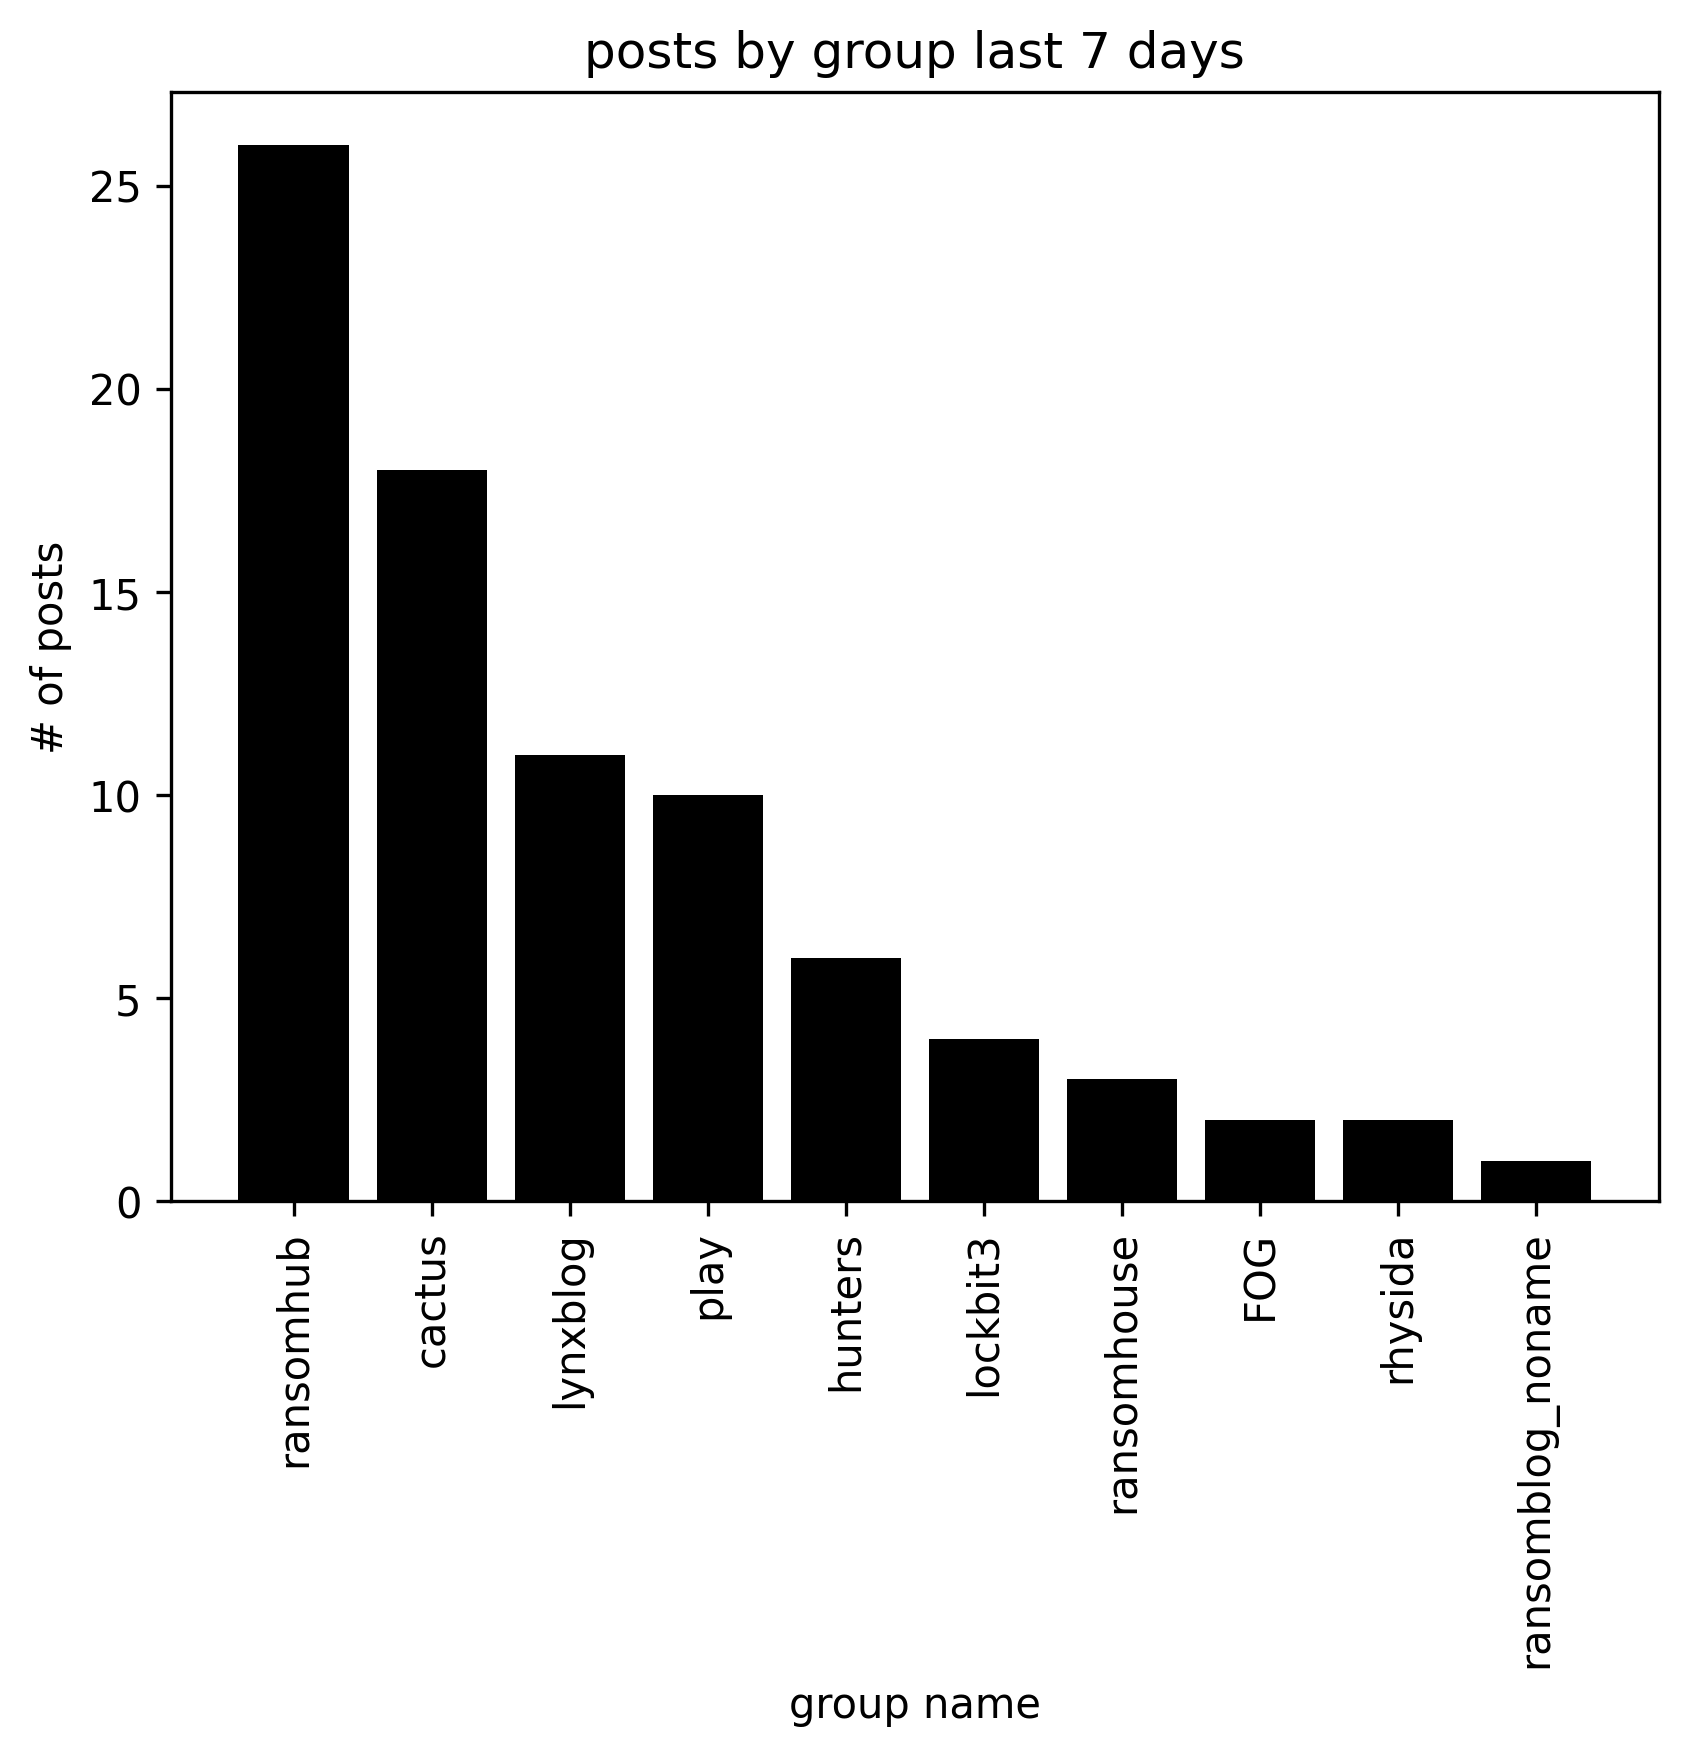 posts by group last 7 days
# of posts
25
20
15
10
5
0
ransomhub
cactus
lynxblog
play
hunters
lockbit3
ransomhouse
FOG
rhysida
ransomblog_noname
group name